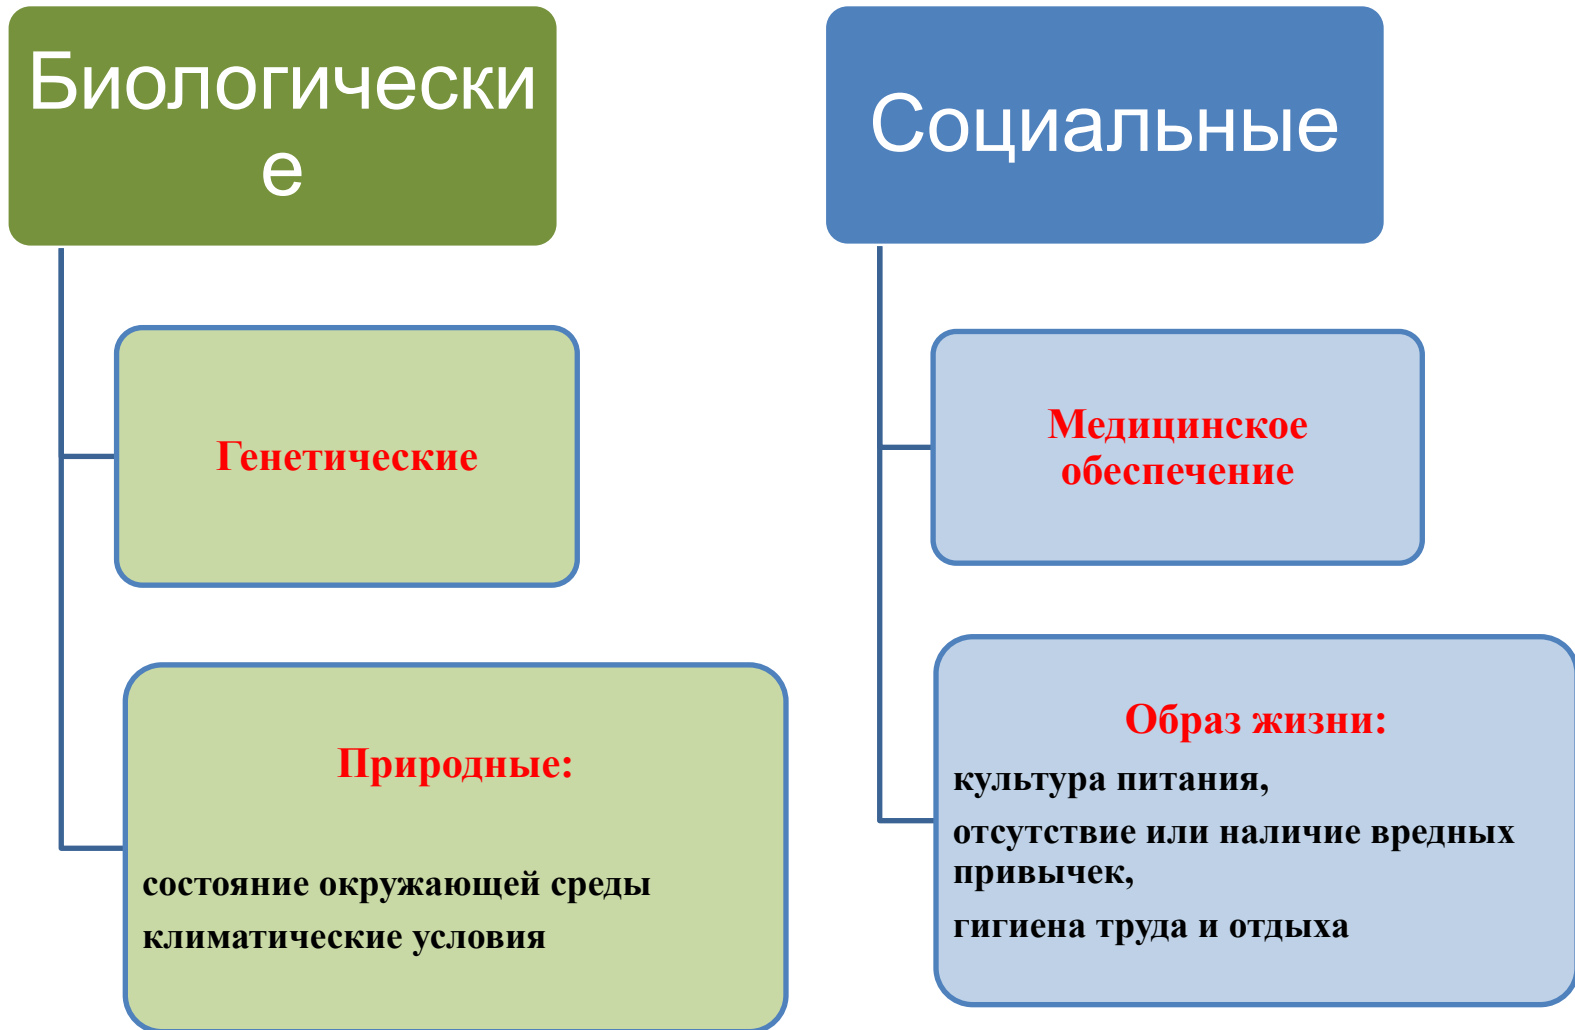 Биологически
е
Генетические
Природные:
состояние окружающей среды
климатические условия
Социальные
Медицинское
обеспечение
Образ жизни:
культура питания,
отсутствие или наличие вредных
привычек,
гигиена труда и отдыха